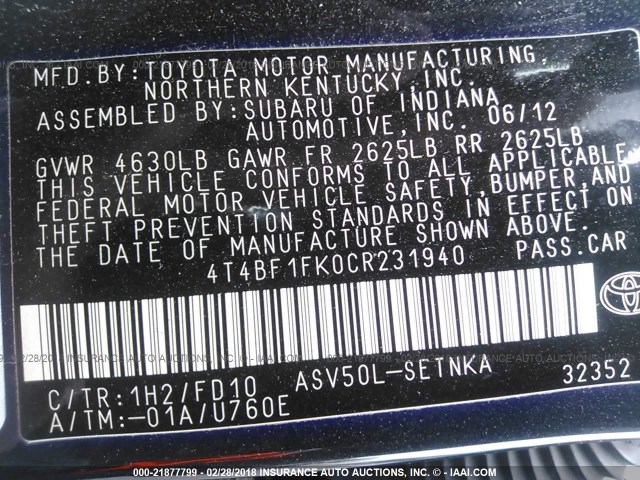 MFD.BY:TOYOTA MOTOR MANUFACTURING,
NORTHERN KENTUCKY,INC.
ASSEMBLED BY:SUBARU OF INDIANA
AUTOMOTIVE,INC. 06/12
GVWR 4630LB GAWR FR 2625LB RR 2625LB
THIS VEHICLE CONFORMS TO ALL APPLICABLE
FEDERAL MOTOR VEHICLE SAFETY,BUMPER,AND
THEFT PREVENTION STANDARDS IN EFFECT ON
THE DATE OF MANUFACTURE SHOWN ABOVE.
4T4BF1FK0CR231940 PASS.CAR
C/TR:1H2/FD10 ASV50L-SETNKA
A/TM:-01A/U760E 32352
000-21877799 - 02/28/2018 - INSURANCE AUTO AUCTIONS, INC. - IAAI.COM